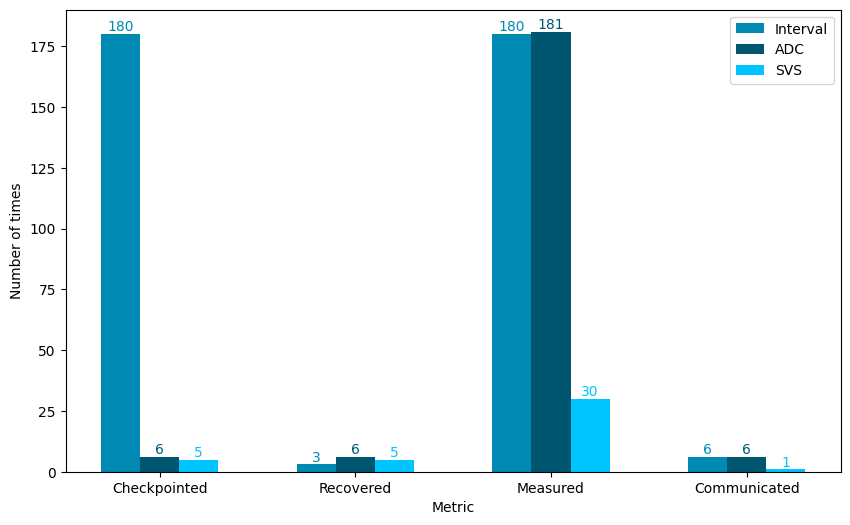 Interval
ADC
SVS
Number of times
175
150
125
100
75
50
25
0
180
6
5
3
6
5
180
181
30
6
6
1
Checkpointed
Recovered
Measured
Communicated
Metric